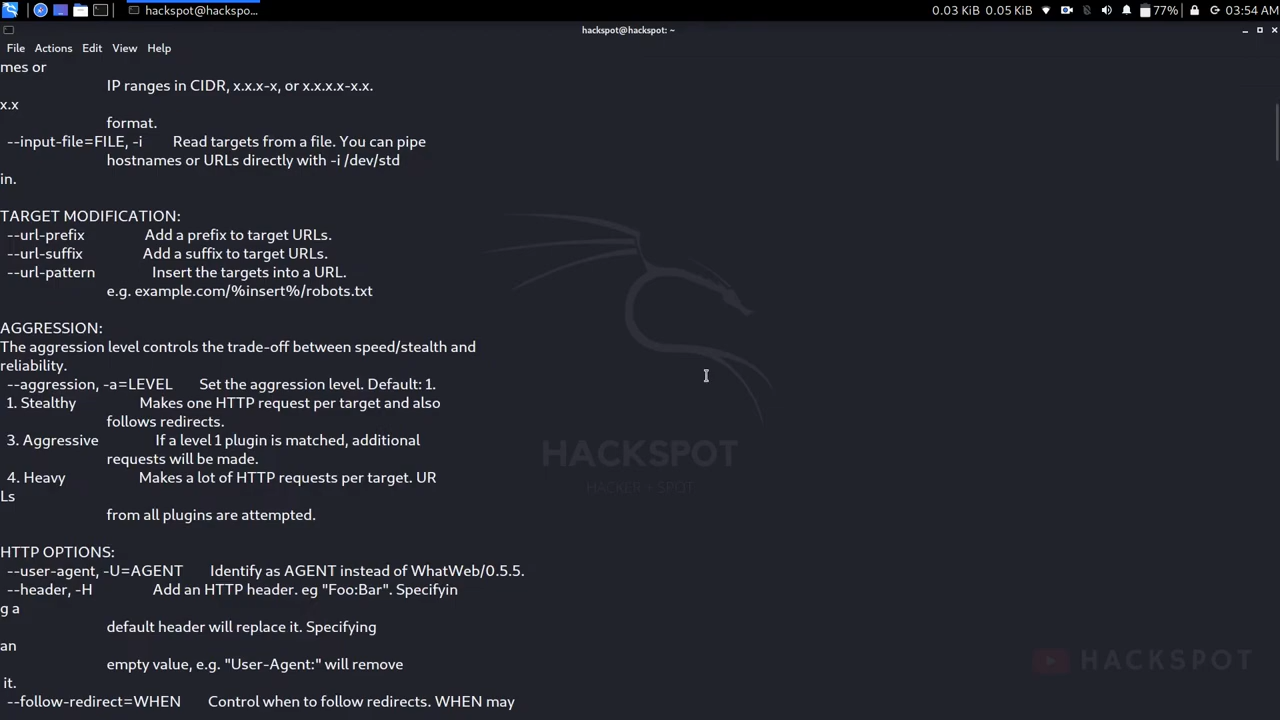 hackspot@hackspo...
0.03 KiB 0.05 KiB
77%
03:54 AM
hackspot@hackspot: ~
File Actions Edit View Help
mes or
IP ranges in CIDR, x.x.x-x, or x.x.x.x-x.x.
x.x
format.
--input-file=FILE, -i Read targets from a file. You can pipe
hostnames or URLs directly with -i /dev/std
in.
TARGET MODIFICATION:
--url-prefix Add a prefix to target URLs.
--url-suffix Add a suffix to target URLs.
--url-pattern Insert the targets into a URL.
e.g. example.com/%insert%/robots.txt
AGGRESSION:
The aggression level controls the trade-off between speed/stealth and
reliability.
--aggression, -a=LEVEL Set the aggression level. Default: 1.
1. Stealthy Makes one HTTP request per target and also
follows redirects.
3. Aggressive If a level 1 plugin is matched, additional
requests will be made.
4. Heavy Makes a lot of HTTP requests per target. UR
Ls
from all plugins are attempted.
HTTP OPTIONS:
--user-agent, -U=AGENT Identify as AGENT instead of WhatWeb/0.5.5.
--header, -H Add an HTTP header. eg "Foo:Bar". Specifyin
g a
default header will replace it. Specifying
an
empty value, e.g. "User-Agent:" will remove
it.
--follow-redirect=WHEN Control when to follow redirects. WHEN may
HACKSPOT
HACKER + SPOT
HACKSPOT